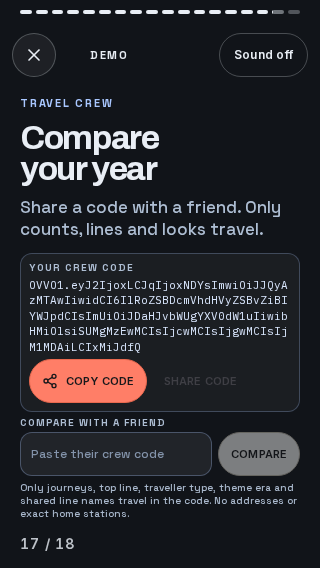 DEMO
Sound off
TRAVEL CREW
Compare
your year
Share a code with a friend. Only
counts, lines and looks travel.
YOUR CREW CODE
OVVO1.eyJ2IjoxLCJqIjoxNDYsImwiOiJJQyA
zMTAwIiwidCI6IlRoZSBDcmVhdHVyZSBvZiBI
YWJpdCIsImUiOiJDaHJvbWUgYXV0dW1uIiwib
HMiOlsiSUMgMzEwMCIsIjcwMCIsIjgwMCIsIj
M1MDAiLCIxMiJdfQ
COPY CODE
SHARE CODE
COMPARE WITH A FRIEND
Paste their crew code
COMPARE
Only journeys, top line, traveller type, theme era and
shared line names travel in the code. No addresses or
exact home stations.
17 / 18